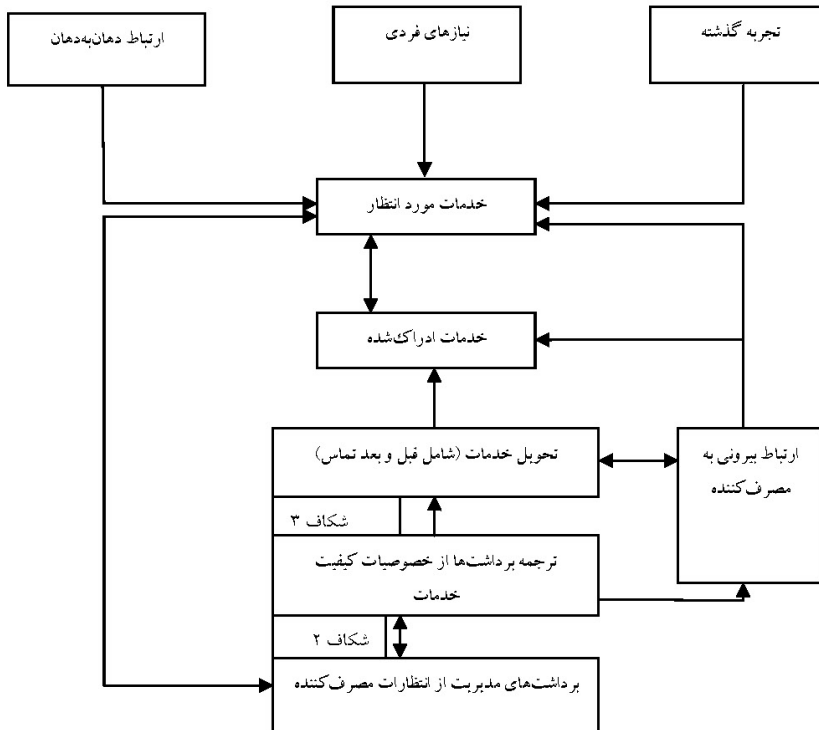 تجربه گذشته
نیازهای فردی
ارتباط دهان‌به‌دهان
خدمات مورد انتظار
خدمات ادراک‌شده
تحویل خدمات (شامل قبل و بعد تماس)
ارتباط بیرونی به
مصرف‌کننده
شکاف ۳
ترجمه برداشت‌ها از خصوصیات کیفیت
خدمات
شکاف ۲
برداشت‌های مدیریت از انتظارات مصرف‌کننده